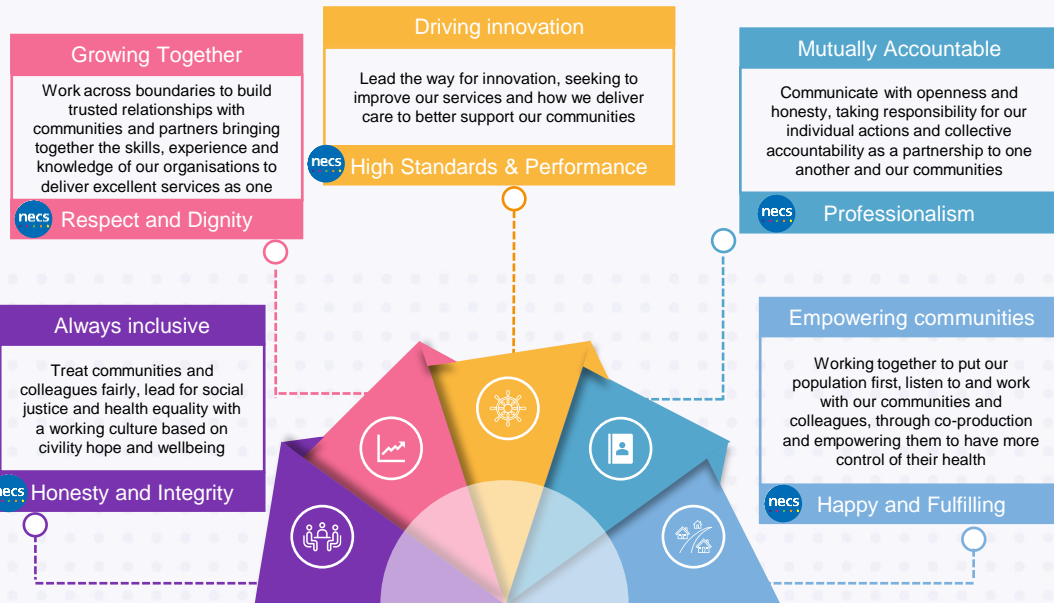 Growing Together
Work across boundaries to build
trusted relationships with
communities and partners bringing
together the skills, experience and
knowledge of our organisations to
deliver excellent services as one
necs
Respect and Dignity
Driving innovation
Lead the way for innovation, seeking to
improve our services and how we deliver
care to better support our communities
necs
High Standards & Performance
Mutually Accountable
Communicate with openness and
honesty, taking responsibility for our
individual actions and collective
accountability as a partnership to one
another and our communities
necs
Professionalism
Always inclusive
Treat communities and
colleagues fairly, lead for social
justice and health equality with
a working culture based on
civility hope and wellbeing
necs
Honesty and Integrity
Empowering communities
Working together to put our
population first, listen to and work
with our communities and
colleagues, through co-production
and empowering them to have more
control of their health
necs
Happy and Fulfilling